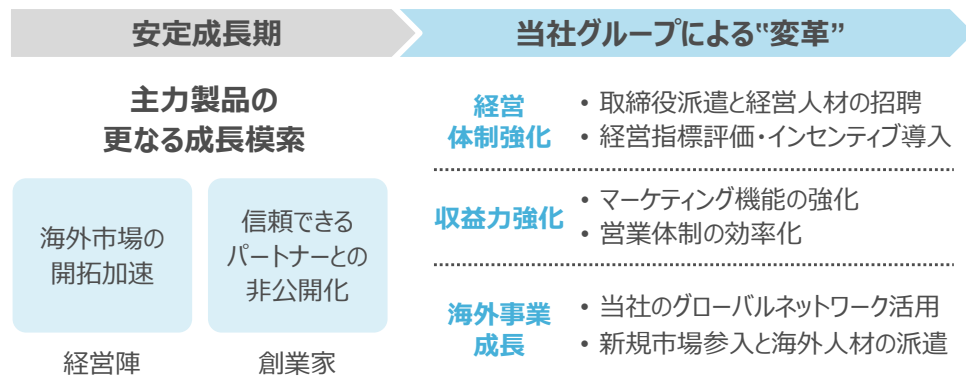 安定成長期
当社グループによる“変革”
主力製品の
更なる成長模索
海外市場の
開拓加速
経営陣
信頼できる
パートナーとの
非公開化
創業家
経営
体制強化
• 取締役派遣と経営人材の招聘
• 経営指標評価・インセンティブ導入
収益力強化
• マーケティング機能の強化
• 営業体制の効率化
海外事業
成長
• 当社のグローバルネットワーク活用
• 新規市場参入と海外人材の派遣